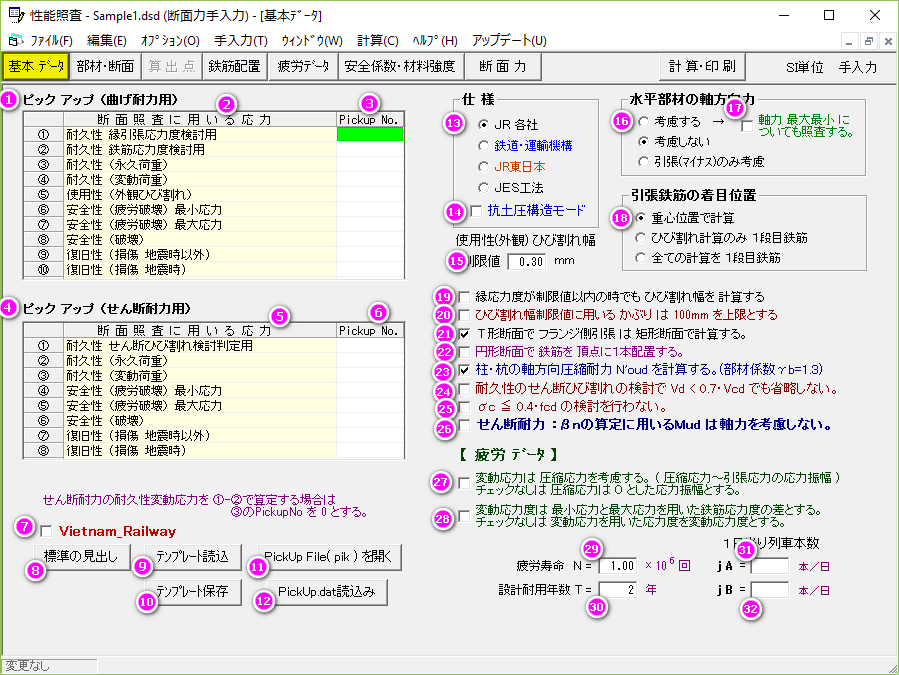 性能照査 - Sample1.dsd (断面力手入力) - [基本ﾃﾞｰﾀ]
ﾌｧｲﾙ(F) 編集(E) ｵﾌﾟｼｮﾝ(O) 手入力(T) ｳｨﾝﾄﾞｳ(W) 計算(C) ﾍﾙﾌﾟ(H) アップデート(U)
基本 ﾃﾞｰﾀ 部材・断面 算 出 点 鉄筋配置 疲労ﾃﾞｰﾀ 安全係数・材料強度 断 面 力 計 算・印 刷 SI単位 手入力
1 ピック アップ (曲げ耐力用)
2 3
断 面 照 査 に 用 い る 応 力 Pickup No.
① 耐久性 縁引張応力度検討用
② 耐久性 鉄筋応力度検討用
③ 耐久性 (永久荷重)
④ 耐久性 (変動荷重)
⑤ 使用性 (外観ひび割れ)
⑥ 安全性 (疲労破壊) 最小応力
⑦ 安全性 (疲労破壊) 最大応力
⑧ 安全性 (破壊)
⑨ 復旧性 (損傷 地震時以外)
⑩ 復旧性 (損傷 地震時)
4 ピック アップ (せん断耐力用)
5 6
断 面 照 査 に 用 い る 応 力 Pickup No.
① 耐久性 せん断ひび割れ検討判定用
② 耐久性 (永久荷重)
③ 耐久性 (変動荷重)
④ 安全性 (疲労破壊) 最小応力
⑤ 安全性 (疲労破壊) 最大応力
⑥ 安全性 (破壊)
⑦ 復旧性 (損傷 地震時以外)
⑧ 復旧性 (損傷 地震時)
せん断耐力の耐久性変動応力を ①-②で算定する場合は
③のPickupNo を 0 とする。
7 Vietnam_Railway
8 標準の見出し
9 ﾃﾝﾌﾟﾚｰﾄ読込
10 ﾃﾝﾌﾟﾚｰﾄ保存
11 PickUp File( pik ) を開く
12 PickUp.dat読込み
仕 様
13 JR 各社
鉄道・運輸機構
JR東日本
JES工法
14 抗土圧構造モード
使用性(外観) ひび割れ幅
15 制限値 0.30 mm
水平部材の軸方向力
16 考慮する →
17 軸力 最大最小 に
ついても照査する。
考慮しない
引張(マイナス)のみ考慮
引張鉄筋の着目位置
18 重心位置で計算
ひび割れ計算のみ 1段目鉄筋
全ての計算を 1段目鉄筋
19 縁応力度が制限値以内の時でも ひび割れ幅を 計算する
20 ひび割れ幅制限値に用いる かぶり は 100mm を上限とする
21 T形断面で フランジ側引張 は 矩形断面で計算する。
22 円形断面で 鉄筋を 頂点に1本配置する。
23 柱・杭の軸方向圧縮耐力 N'oud を計算する。(部材係数γb=1.3)
24 耐久性のせん断ひび割れの検討で Vd < 0.7・Vcd でも省略しない。
25 σc ≦ 0.4・fcd の検討を行わない。
26 せん断耐力 : βnの算定に用いるMud は軸力を考慮しない。
【 疲労 データ 】
27 変動応力は 圧縮応力を考慮する。( 圧縮応力~引張応力の応力振幅 )
チェックなしは 圧縮応力は 0 とした応力振幅とする。
28 変動応力度は 最小応力と最大応力を用いた鉄筋応力度の差とする。
チェックなしは 変動応力を用いた応力度を変動応力度とする。
29 疲労寿命 N = 1.00 ×10⁶ 回
30 設計耐用年数 T = 2 年
1日当り列車本数
31 jA = 本/日
32 jB = 本/日
変更なし